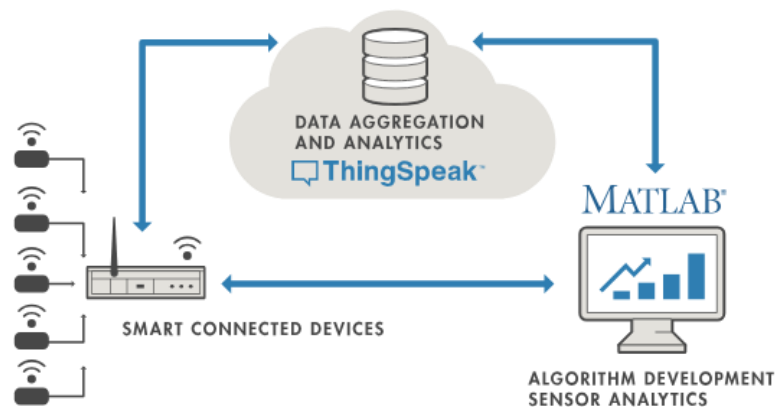 DATA AGGREGATION
AND ANALYTICS
ThingSpeak™
MATLAB®
SMART CONNECTED DEVICES
ALGORITHM DEVELOPMENT
SENSOR ANALYTICS